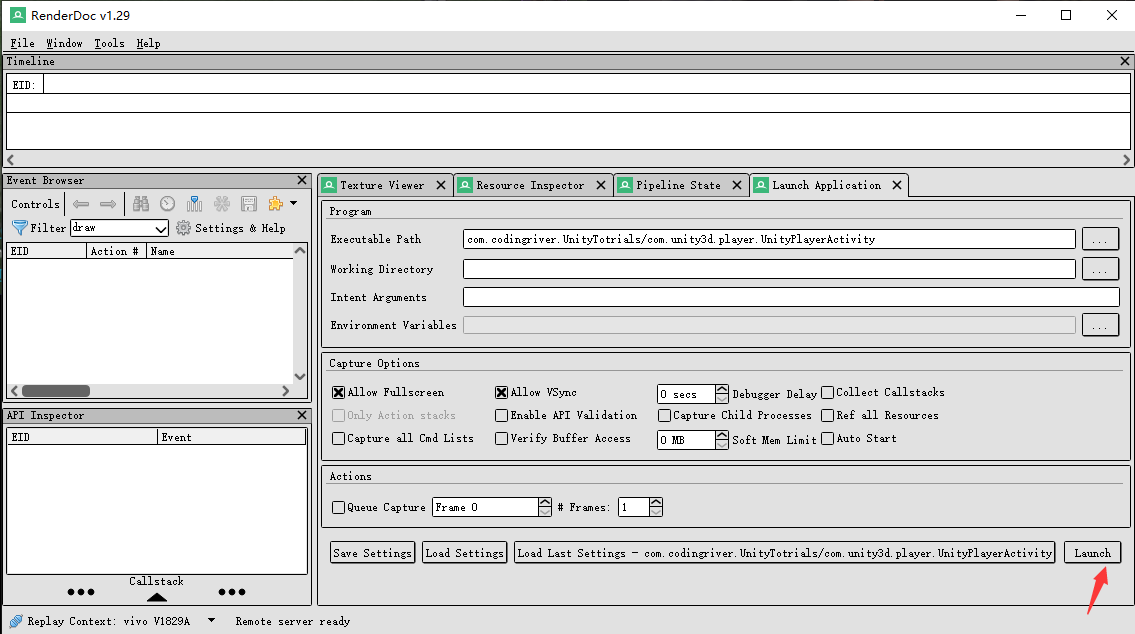 RenderDoc v1.29
File Window Tools Help
Timeline
EID:
Event Browser
Controls
Filter draw Settings & Help
EID Action # Name
API Inspector
EID Event
Callstack
Texture Viewer Resource Inspector Pipeline State Launch Application
Program
Executable Path com.codingriver.UnityTotrials/com.unity3d.player.UnityPlayerActivity ...
Working Directory ...
Intent Arguments
Environment Variables ...
Capture Options
Allow Fullscreen Allow VSync 0 secs Debugger Delay Collect Callstacks
Only Action stacks Enable API Validation Capture Child Processes Ref all Resources
Capture all Cmd Lists Verify Buffer Access 0 MB Soft Mem Limit Auto Start
Actions
Queue Capture Frame 0 # Frames: 1
Save Settings Load Settings Load Last Settings - com.codingriver.UnityTotrials/com.unity3d.player.UnityPlayerActivity Launch
Replay Context: vivo V1829A Remote server ready